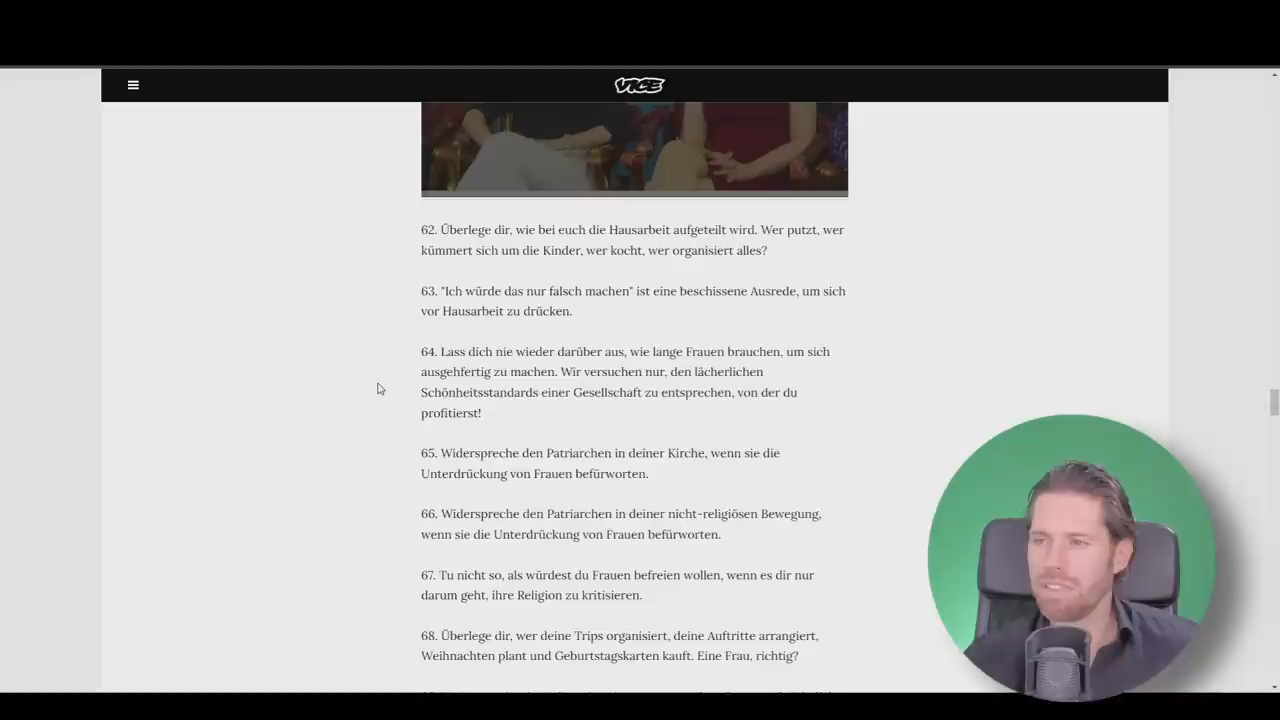 VICE
62. Überlege dir, wie bei euch die Hausarbeit aufgeteilt wird. Wer putzt, wer
kümmert sich um die Kinder, wer kocht, wer organisiert alles?
63. "Ich würde das nur falsch machen" ist eine beschissene Ausrede, um sich
vor Hausarbeit zu drücken.
64. Lass dich nie wieder darüber aus, wie lange Frauen brauchen, um sich
ausgehfertig zu machen. Wir versuchen nur, den lächerlichen
Schönheitsstandards einer Gesellschaft zu entsprechen, von der du
profitierst!
65. Widerspreche den Patriarchen in deiner Kirche, wenn sie die
Unterdrückung von Frauen befürworten.
66. Widerspreche den Patriarchen in deiner nicht-religiösen Bewegung,
wenn sie die Unterdrückung von Frauen befürworten.
67. Tu nicht so, als würdest du Frauen befreien wollen, wenn es dir nur
darum geht, ihre Religion zu kritisieren.
68. Überlege dir, wer deine Trips organisiert, deine Auftritte arrangiert,
Weihnachten plant und Geburtstagskarten kauft. Eine Frau, richtig?